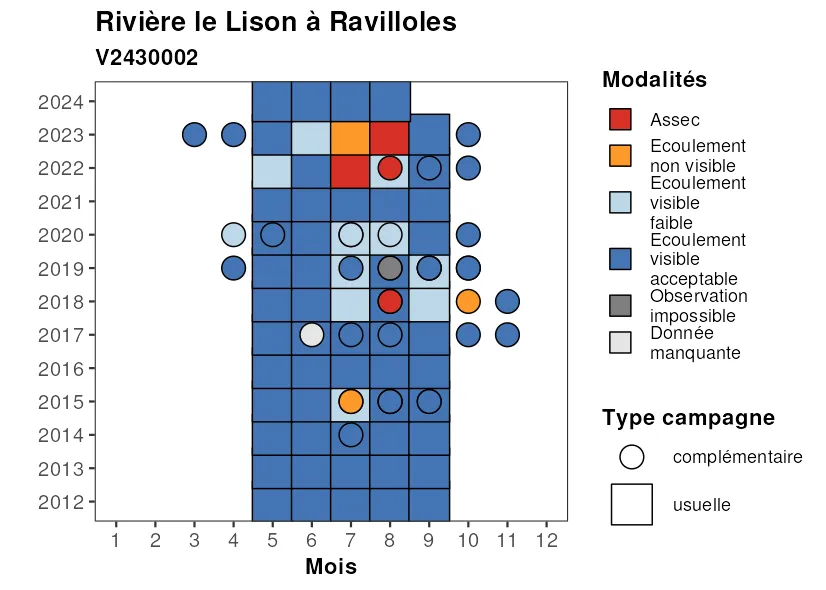 Rivière le Lison à Ravilloles
V2430002
2024
2023
2022
2021
2020
2019
2018
2017
2016
2015
2014
2013
2012
1 2 3 4 5 6 7 8 9 10 11 12
Mois
Modalités
Assec
Ecoulement
non visible
Ecoulement
visible
faible
Ecoulement
visible
acceptable
Observation
impossible
Donnée
manquante
Type campagne
complémentaire
usuelle